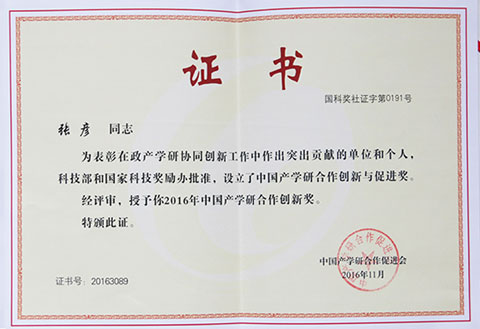 证书
国科奖社证字第0191号
张彦 同志
为表彰在政产学研协同创新工作中作出突出贡献的单位和个人，
科技部和国家科技奖励办批准，设立了中国产学研合作创新与促进奖。
经评审，授予你2016年中国产学研合作创新奖。
特颁此证。
中国产学研合作促进会
2016年11月
证书号：20163089